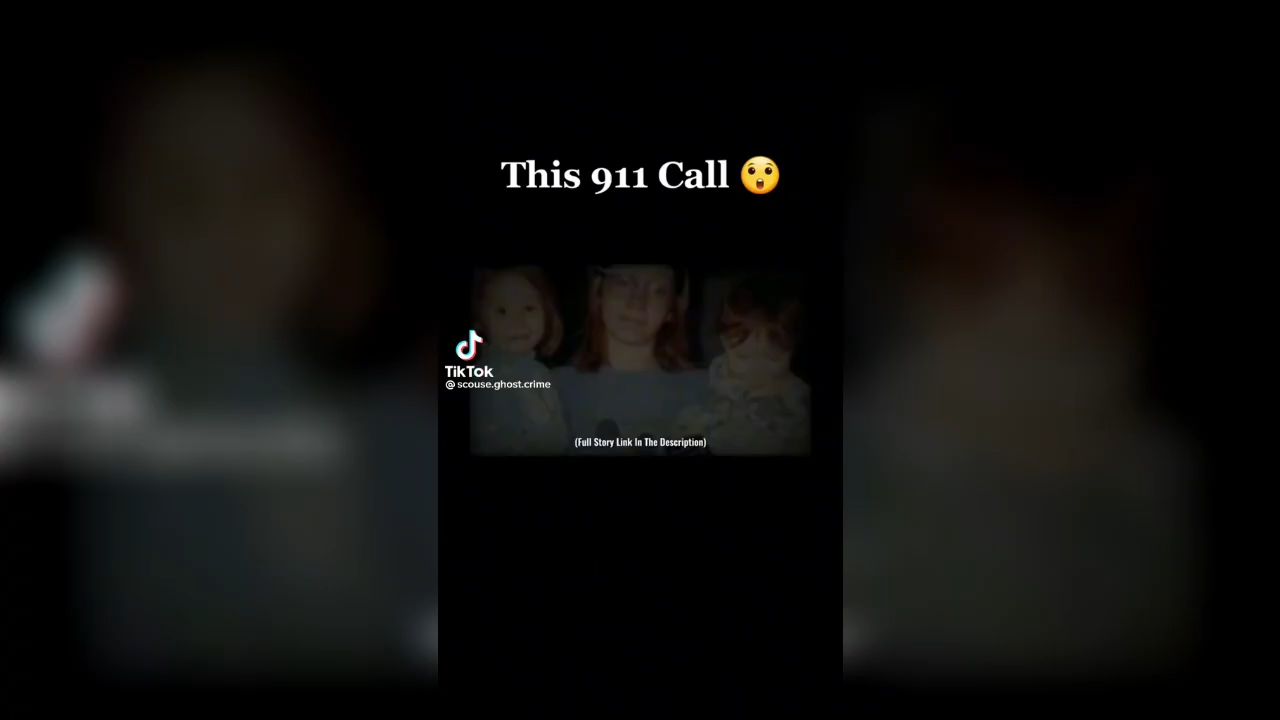 This 911 Call 😲
TikTok
@scouse.ghost.crime
(Full Story Link In The Description)